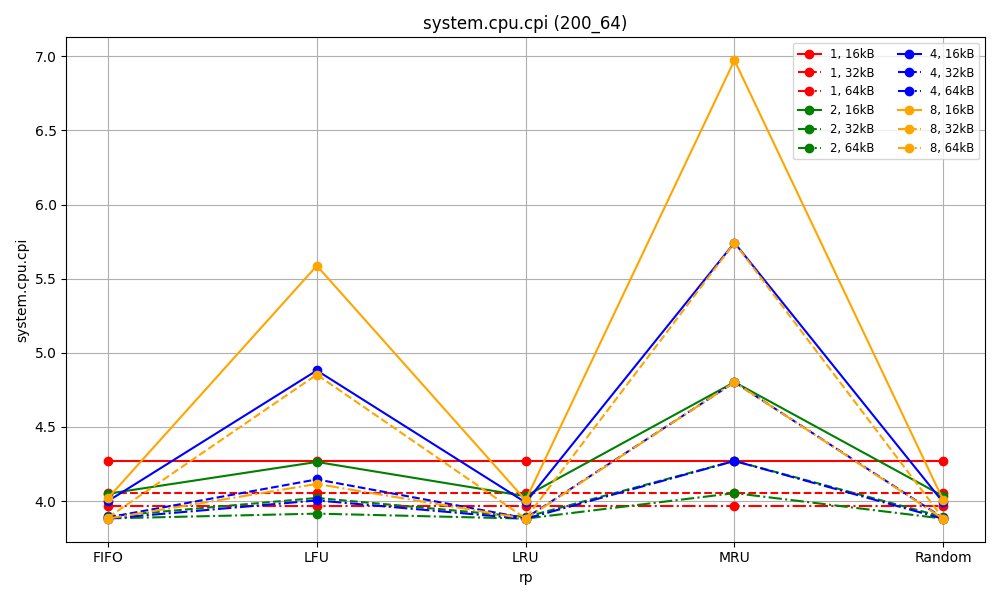 system.cpu.cpi (200_64)
7.0
6.5
6.0
5.5
5.0
4.5
4.0
system.cpu.cpi
1, 16kB
1, 32kB
1, 64kB
2, 16kB
2, 32kB
2, 64kB
4, 16kB
4, 32kB
4, 64kB
8, 16kB
8, 32kB
8, 64kB
FIFO LFU LRU MRU Random
rp